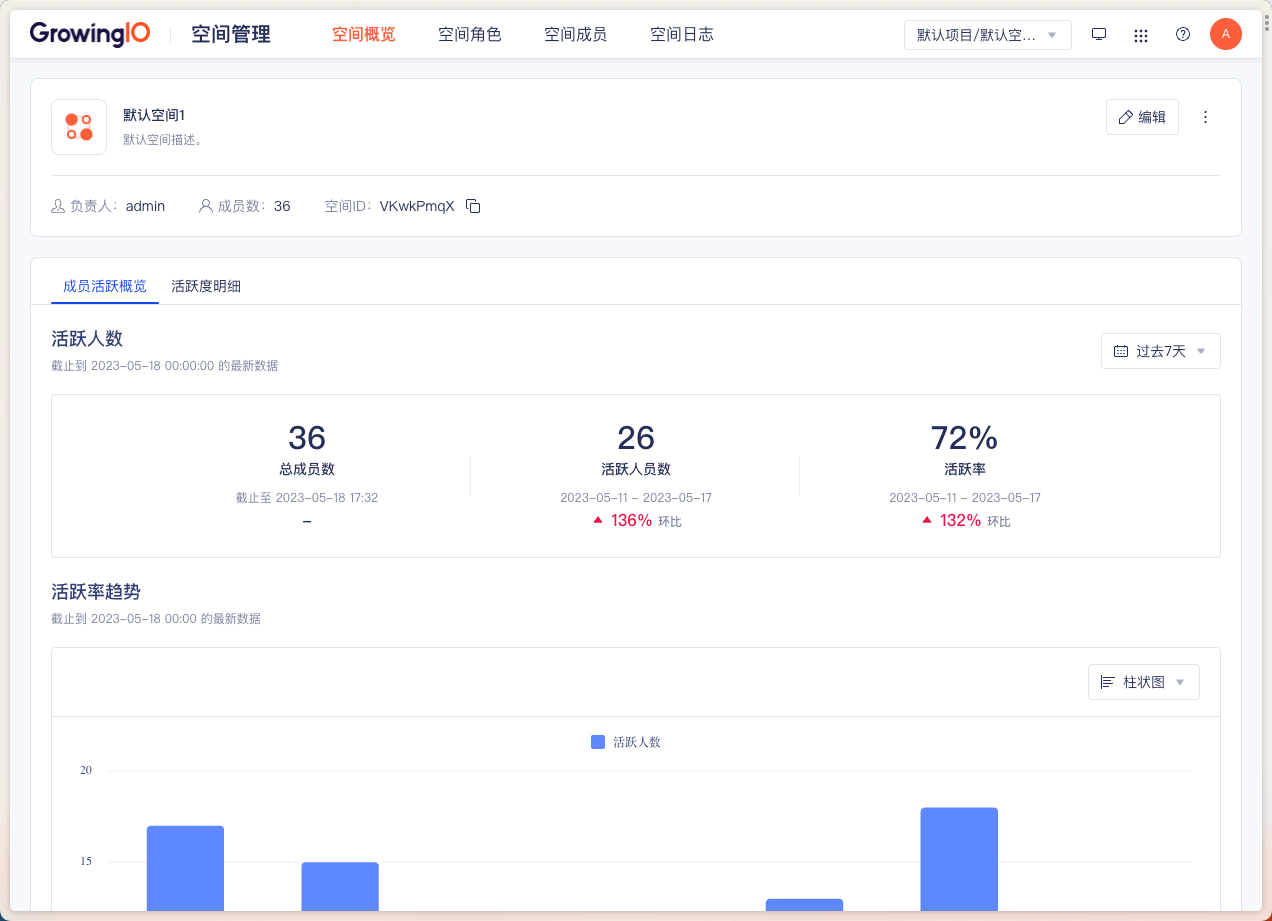 GrowingIO 空间管理 空间概览 空间角色 空间成员 空间日志 默认项目/默认空... A
默认空间1
默认空间描述。
编辑
负责人: admin 成员数: 36 空间ID: VKwkPmqX
成员活跃概览 活跃度明细
活跃人数
截止到 2023-05-18 00:00:00 的最新数据
过去7天
36 26 72%
总成员数 活跃人员数 活跃率
截止至 2023-05-18 17:32 2023-05-11 - 2023-05-17 2023-05-11 - 2023-05-17
- 136% 环比 132% 环比
活跃率趋势
截止到 2023-05-18 00:00 的最新数据
柱状图
活跃人数
20
15